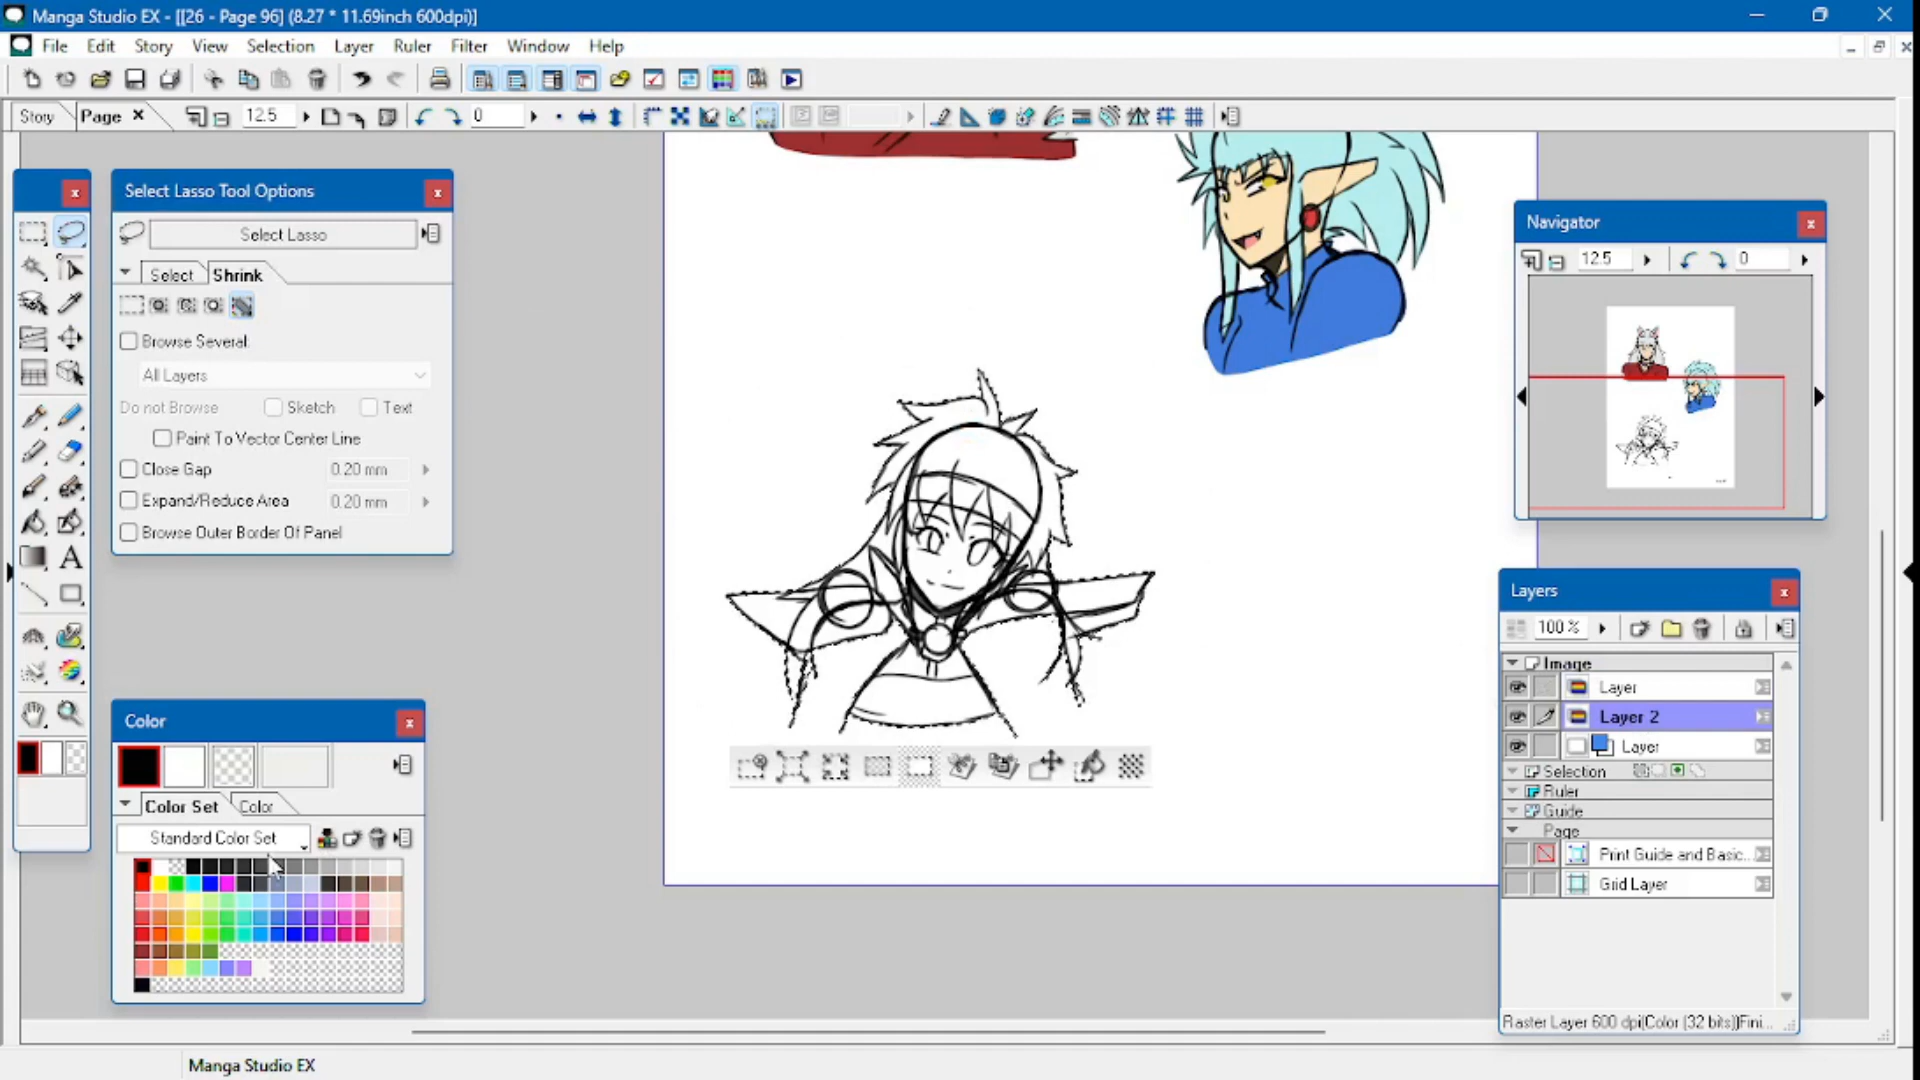 Manga Studio EX - [[26 - Page 96] (8.27 * 11.69inch 600dpi)]
File Edit Story View Selection Layer Ruler Filter Window Help
Story Page 12.5 0
Select Lasso Tool Options
Select Lasso
Select Shrink
Browse Several:
All Layers
Do not Browse Sketch Text
Paint To Vector Center Line
Close Gap 0.20 mm
Expand/Reduce Area 0.20 mm
Browse Outer Border Of Panel
A
Color
Color Set Color
Standard Color Set
Navigator
12.5 0
Layers
100 %
Image
Layer
Layer 2
Layer
Selection
Ruler
Guide
Page
Print Guide and Basic...
Grid Layer
Raster Layer 600 dpi(Color (32 bits))Fini...
Manga Studio EX